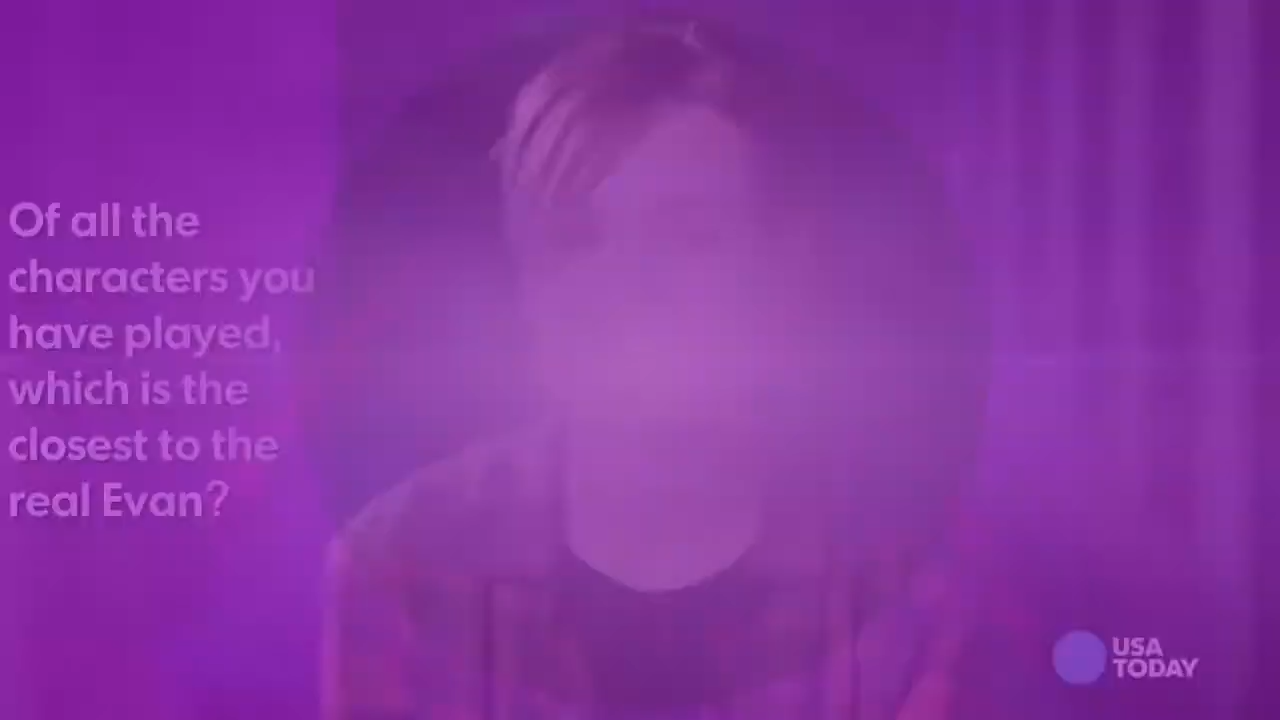 Of all the
characters you
have played,
which is the
closest to the
real Evan?
USA
TODAY